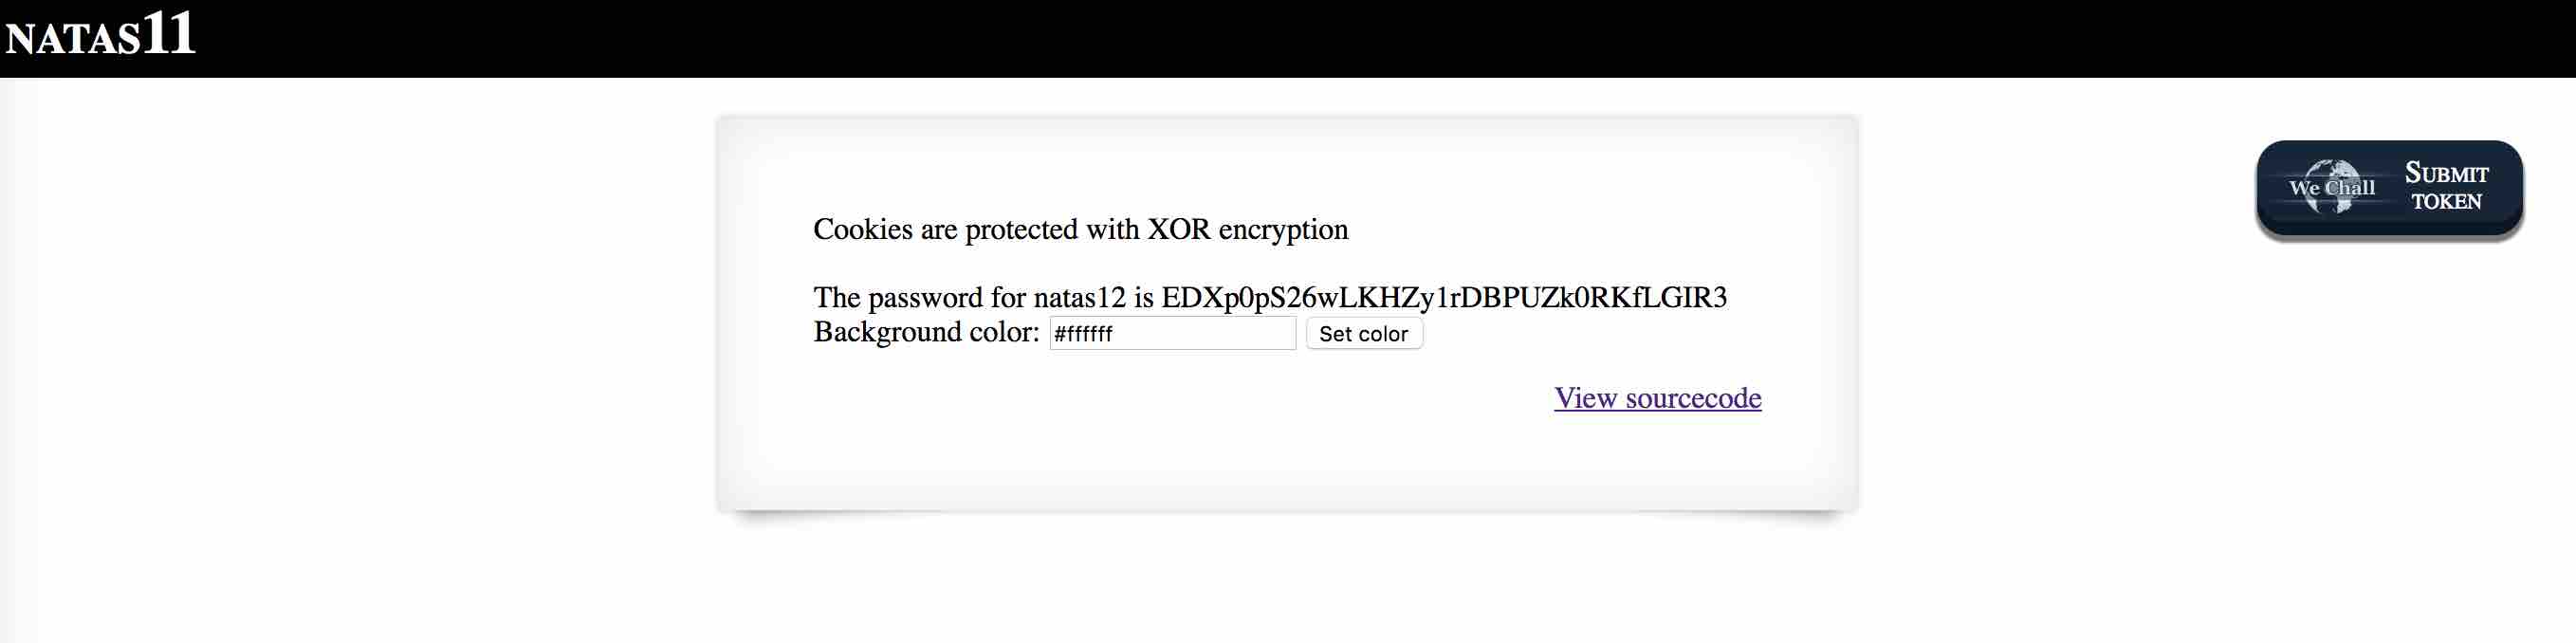 NATAS11
We Chall
SUBMIT
TOKEN
Cookies are protected with XOR encryption
The password for natas12 is EDXp0pS26wLKHZy1rDBPUZk0RKfLGIR3
Background color: #ffffff Set color
View sourcecode